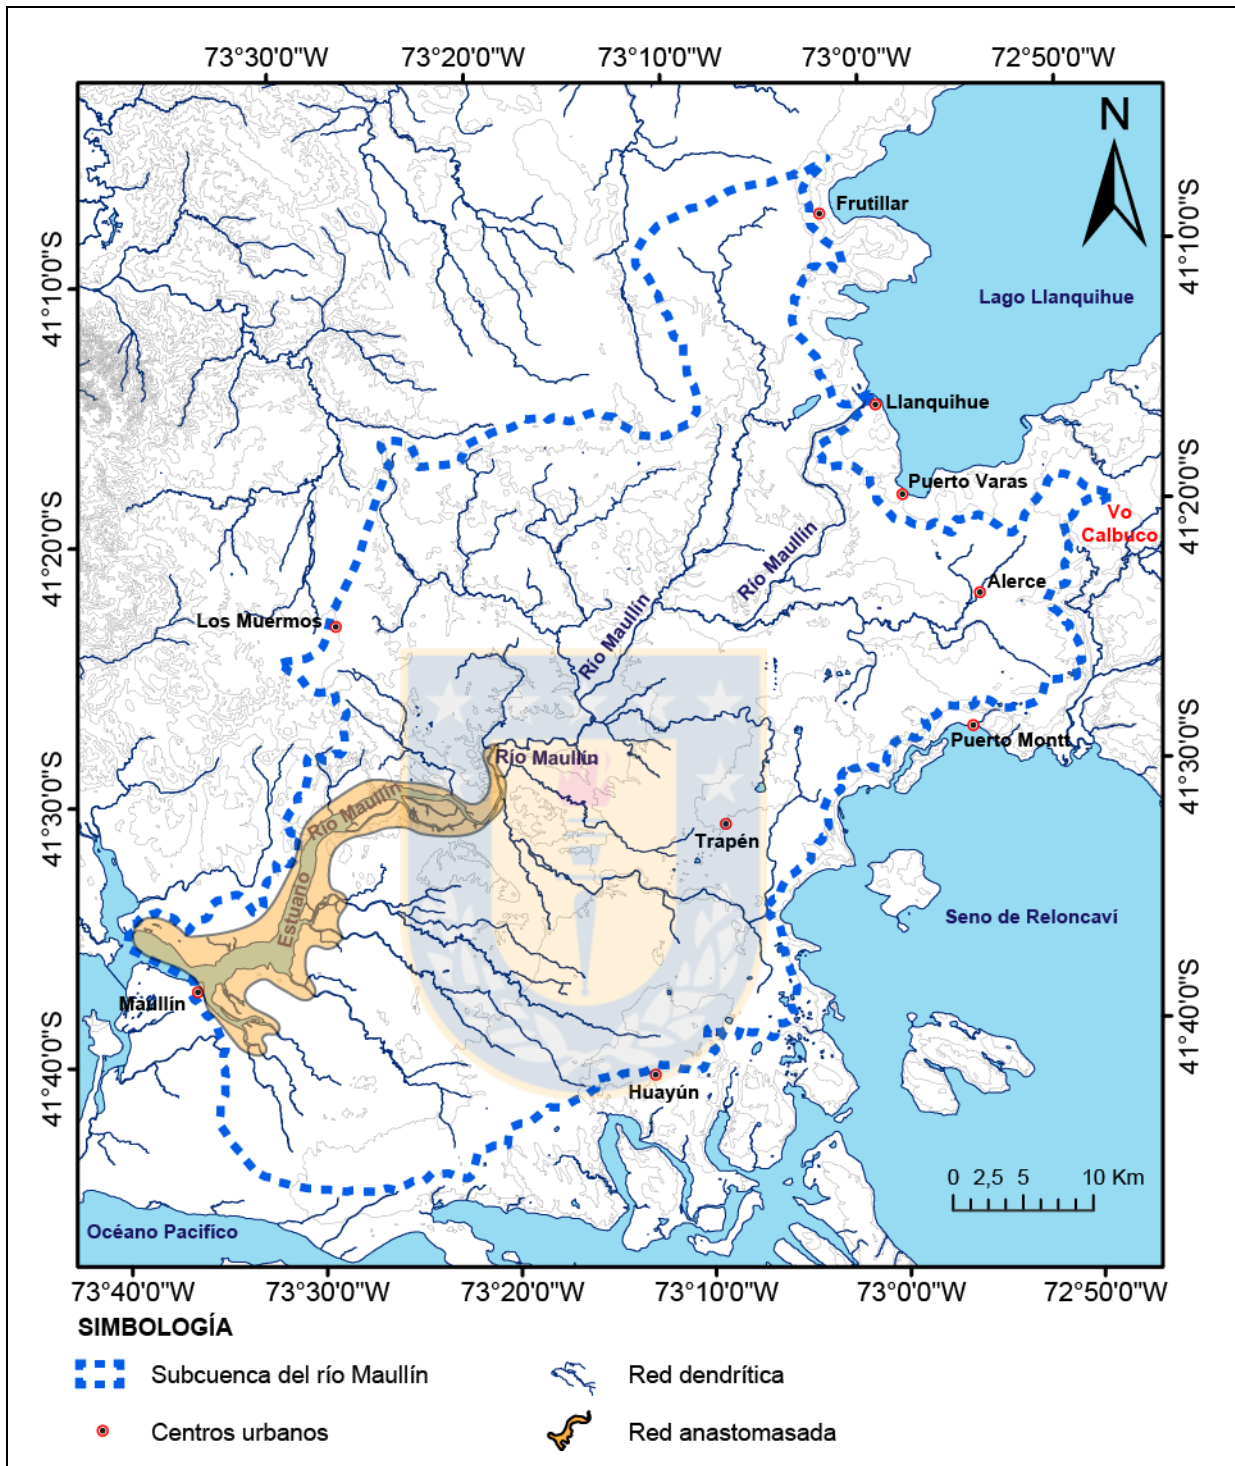 73°30'0"W
73°20'0"W
73°10'0"W
73°0'0"W
72°50'0"W
N
Frutillar
41°10'0"S
41°10'0"S
Lago Llanquihue
Llanquihue
Puerto Varas
41°20'0"S
Vo
Calbuco
41°20'0"S
Río Maullín
Alerce
Río Maullín
Los Muermos
41°30'0"S
Puerto Montt
Río Maullín
41°30'0"S
Río Maullín
Trapén
Estuario
Seno de Reloncaví
Maullín
41°40'0"S
41°40'0"S
Huayún
0 2,5 5 10 Km
Océano Pacifíco
73°40'0"W
73°30'0"W
73°20'0"W
73°10'0"W
73°0'0"W
72°50'0"W
SIMBOLOGÍA
Subcuenca del río Maullín
Red dendrítica
Centros urbanos
Red anastomasada